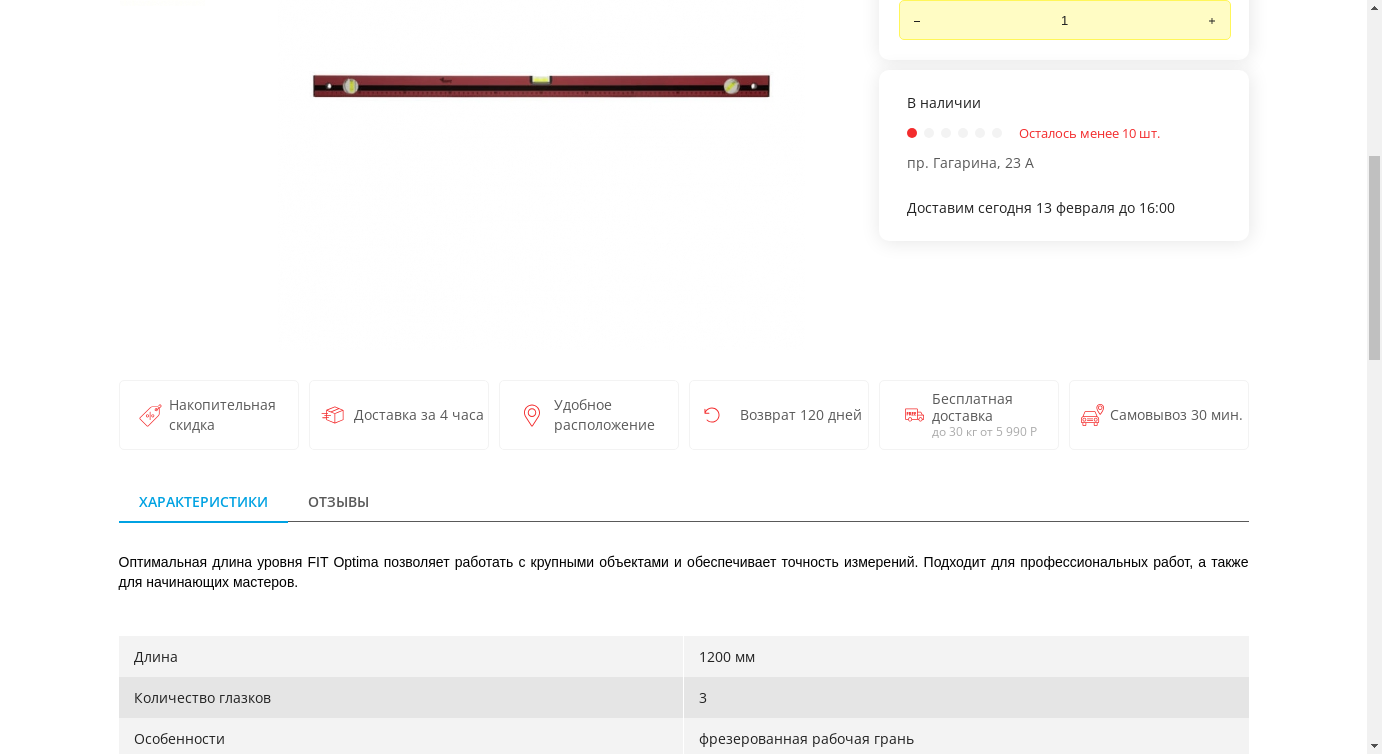 – 1 +
В наличии
Осталось менее 10 шт.
пр. Гагарина, 23 А
Доставим сегодня 13 февраля до 16:00
Накопительная
скидка
Доставка за 4 часа
Удобное
расположение
Возврат 120 дней
Бесплатная
доставка
до 30 кг от 5 990 Р
Самовывоз 30 мин.
ХАРАКТЕРИСТИКИ
ОТЗЫВЫ
Оптимальная длина уровня FIT Optima позволяет работать с крупными объектами и обеспечивает точность измерений. Подходит для профессиональных работ, а также
для начинающих мастеров.
Длина 1200 мм
Количество глазков 3
Особенности фрезерованная рабочая грань